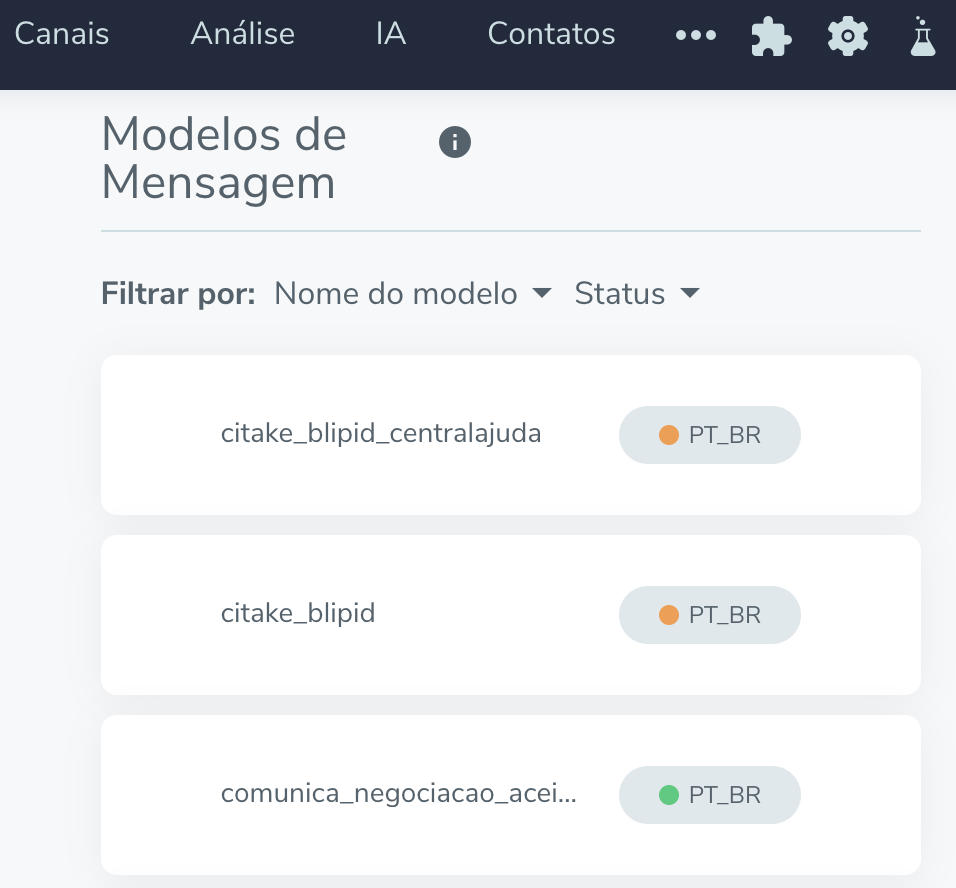 Canais Análise IA Contatos
Modelos de
Mensagem
Filtrar por: Nome do modelo Status
citake_blipid_centralajuda PT_BR
citake_blipid PT_BR
comunica_negociacao_acei... PT_BR